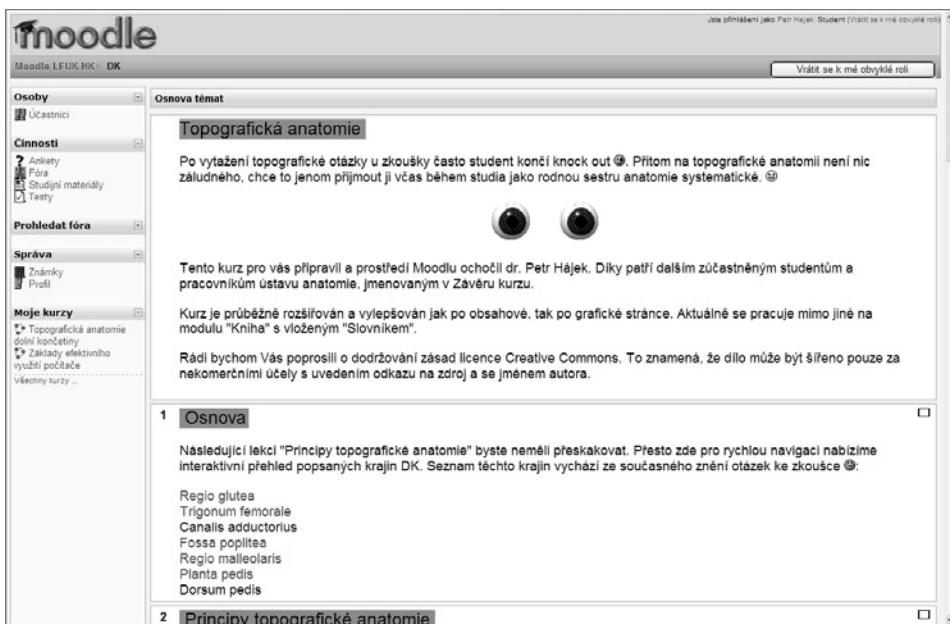 moodle
Jste přihlášeni jako Petr Hajek: Student (Vrátit se k mé obvyklé roli)
Moodle LFUK-HK ► DK
Vrátit se k mé obvyklé roli
Osoby
Účastníci
Činnosti
Ankety
Fóra
Studijní materiály
Testy
Prohledat fóra
Správa
Známky
Profil
Moje kurzy
Topografická anatomie
dolní končetiny
Základy efektivního
využití počítače
Všechny kurzy ...
Osnova témat
Topografická anatomie
Po vytažení topografické otázky u zkoušky často student končí knock out. Přitom na topografické anatomii není nic
záludného, chce to jenom přijmout ji včas během studia jako rodnou sestru anatomie systematické.
Tento kurz pro vás připravil a prostředí Moodlu ochočil dr. Petr Hájek. Díky patří dalším zúčastněným studentům a
pracovníkům ústavu anatomie, jmenovaným v Závěru kurzu.
Kurz je průběžně rozšiřován a vylepšován jak po obsahové, tak po grafické stránce. Aktuálně se pracuje mimo jiné na
modulu "Kniha" s vloženým "Slovníkem".
Rádi bychom Vás poprosili o dodržování zásad licence Creative Commons. To znamená, že dílo může být šířeno pouze za
nekomerčními účely s uvedením odkazu na zdroj a se jménem autora.
1 Osnova
Následující lekci "Principy topografické anatomie" byste neměli přeskakovat. Přesto zde pro rychlou navigaci nabízíme
interaktivní přehled popsaných krajin DK. Seznam těchto krajin vychází ze současného znění otázek ke zkoušce :
Regio glutea
Trigonum femorale
Canalis adductorius
Fossa poplitea
Regio malleolaris
Planta pedis
Dorsum pedis
2 Principy topografické anatomie